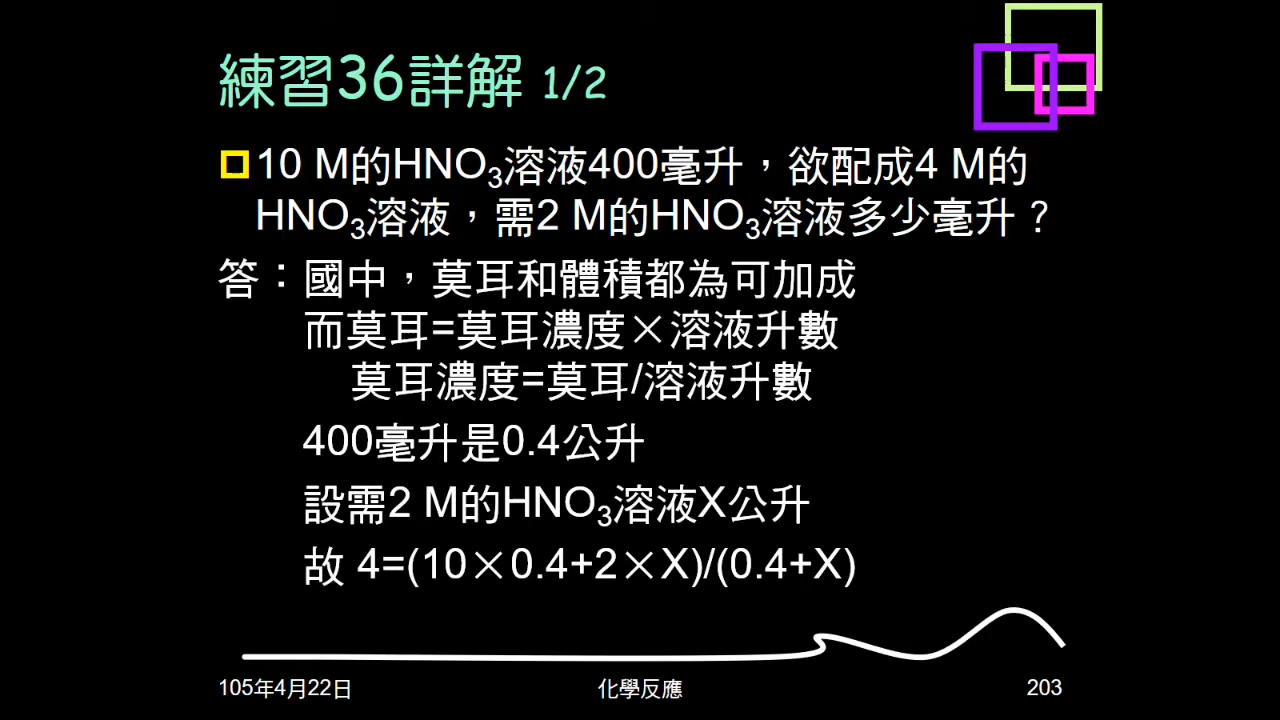 練習36詳解 1/2
10 M的HNO₃溶液400毫升，欲配成4 M的
HNO₃溶液，需2 M的HNO₃溶液多少毫升？
答：國中，莫耳和體積都為可加成
而莫耳=莫耳濃度×溶液升數
莫耳濃度=莫耳/溶液升數
400毫升是0.4公升
設需2 M的HNO₃溶液X公升
故 4=(10×0.4+2×X)/(0.4+X)
105年4月22日
化學反應
203